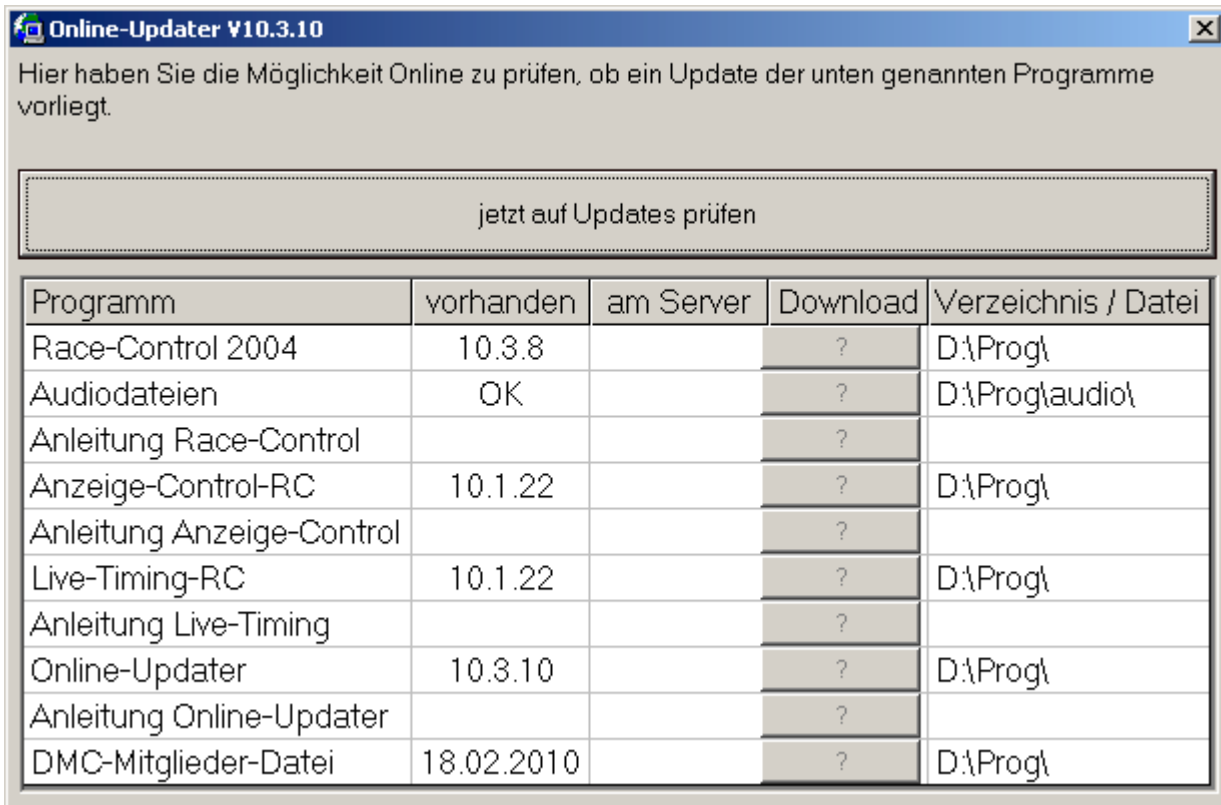 Online-Updater V10.3.10
Hier haben Sie die Möglichkeit Online zu prüfen, ob ein Update der unten genannten Programme
vorliegt.
jetzt auf Updates prüfen
Programm vorhanden am Server Download Verzeichnis / Datei
Race-Control 2004 10.3.8 ? D:\Prog\
Audiodateien OK ? D:\Prog\audio\
Anleitung Race-Control ?
Anzeige-Control-RC 10.1.22 ? D:\Prog\
Anleitung Anzeige-Control ?
Live-Timing-RC 10.1.22 ? D:\Prog\
Anleitung Live-Timing ?
Online-Updater 10.3.10 ? D:\Prog\
Anleitung Online-Updater ?
DMC-Mitglieder-Datei 18.02.2010 ? D:\Prog\